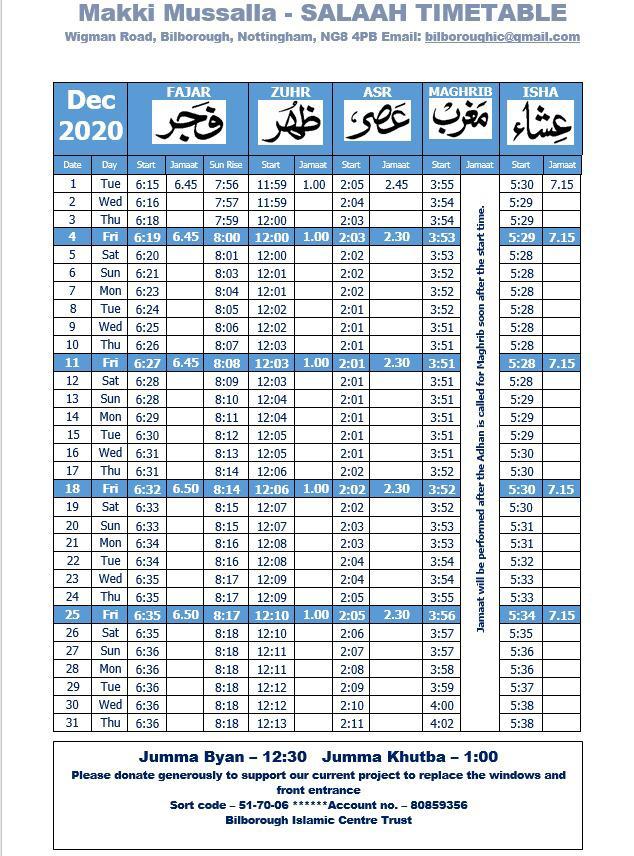 Makki Mussalla - SALAAH TIMETABLE
Wigman Road, Bilborough, Nottingham, NG8 4PB Email: bilboroughic@gmail.com
Dec 2020 FAJAR ZUHR ASR MAGHRIB ISHA
فَجَر ظُهُر عَصَر مَغرِب عِشاء
Date Day Start Jamaat Sun Rise Start Jamaat Start Jamaat Start Jamaat Start Jamaat
1 Tue 6:15 6.45 7:56 11:59 1.00 2:05 2.45 3:55 5:30 7.15
2 Wed 6:16 7:57 11:59 2:04 3:54 5:29
3 Thu 6:18 7:59 12:00 2:03 3:54 5:29
4 Fri 6:19 6.45 8:00 12:00 1.00 2:03 2.30 3:53 5:29 7.15
5 Sat 6:20 8:01 12:00 2:02 3:53 5:28
6 Sun 6:21 8:03 12:01 2:02 3:52 5:28
7 Mon 6:23 8:04 12:01 2:02 3:52 5:28
8 Tue 6:24 8:05 12:02 2:02 3:52 5:28
9 Wed 6:25 8:06 12:02 2:01 3:51 5:28
10 Thu 6:26 8:07 12:03 2:01 3:51 5:28
11 Fri 6:27 6.45 8:08 12:03 1.00 2:01 2.30 3:51 5:28 7.15
12 Sat 6:28 8:09 12:03 2:01 3:51 5:28
13 Sun 6:28 8:10 12:04 2:01 3:51 5:29
14 Mon 6:29 8:11 12:04 2:01 3:51 5:29
15 Tue 6:30 8:12 12:05 2:01 3:51 5:29
16 Wed 6:31 8:13 12:05 2:01 3:51 5:30
17 Thu 6:31 8:14 12:06 2:01 3:52 5:30
18 Fri 6:32 6.50 8:14 12:06 1.00 2:02 2.30 3:52 5:30 7.15
19 Sat 6:33 8:15 12:07 2:02 3:52 5:30
20 Sun 6:33 8:15 12:07 2:02 3:53 5:31
21 Mon 6:34 8:16 12:08 2:03 3:53 5:31
22 Tue 6:34 8:16 12:08 2:04 3:54 5:32
23 Wed 6:35 8:17 12:09 2:04 3:54 5:33
24 Thu 6:35 8:17 12:09 2:05 3:55 5:33
25 Fri 6:35 6.50 8:17 12:10 1.00 2:05 2.30 3:56 5:34 7.15
26 Sat 6:35 8:18 12:10 2:06 3:57 5:35
27 Sun 6:36 8:18 12:11 2:07 3:57 5:36
28 Mon 6:36 8:18 12:11 2:08 3:58 5:36
29 Tue 6:36 8:18 12:12 2:09 3:59 5:37
30 Wed 6:36 8:18 12:12 2:10 4:00 5:38
31 Thu 6:36 8:18 12:13 2:11 4:02 5:38
Jamaat will be performed after the Adhan is called for Maghrib soon after the start time.
Jumma Byan – 12:30 Jumma Khutba – 1:00
Please donate generously to support our current project to replace the windows and
front entrance
Sort code – 51-70-06 ******Account no. – 80859356
Bilborough Islamic Centre Trust